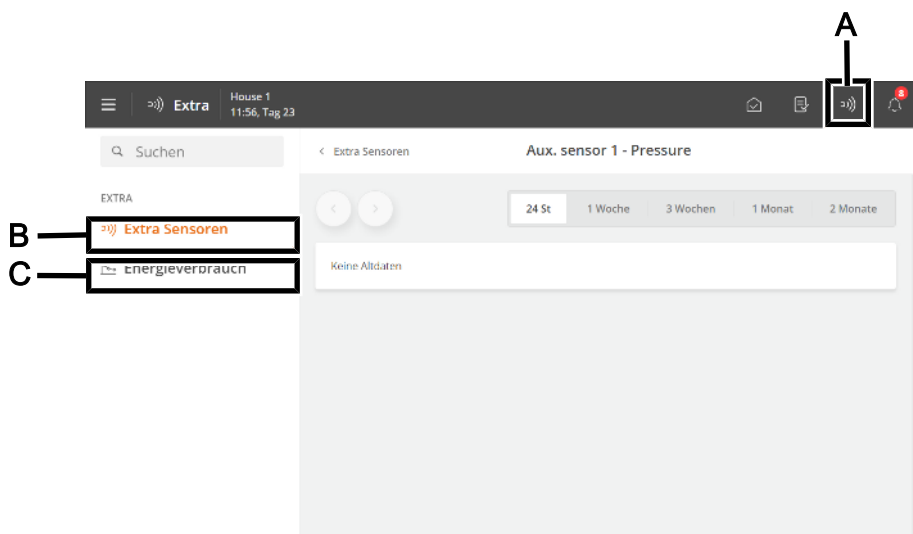 A
Extra
House 1
11:56, Tag 23
8
Suchen
< Extra Sensoren
Aux. sensor 1 - Pressure
EXTRA
24 St
1 Woche
3 Wochen
1 Monat
2 Monate
B
Extra Sensoren
C
Energieverbrauch
Keine Altdaten